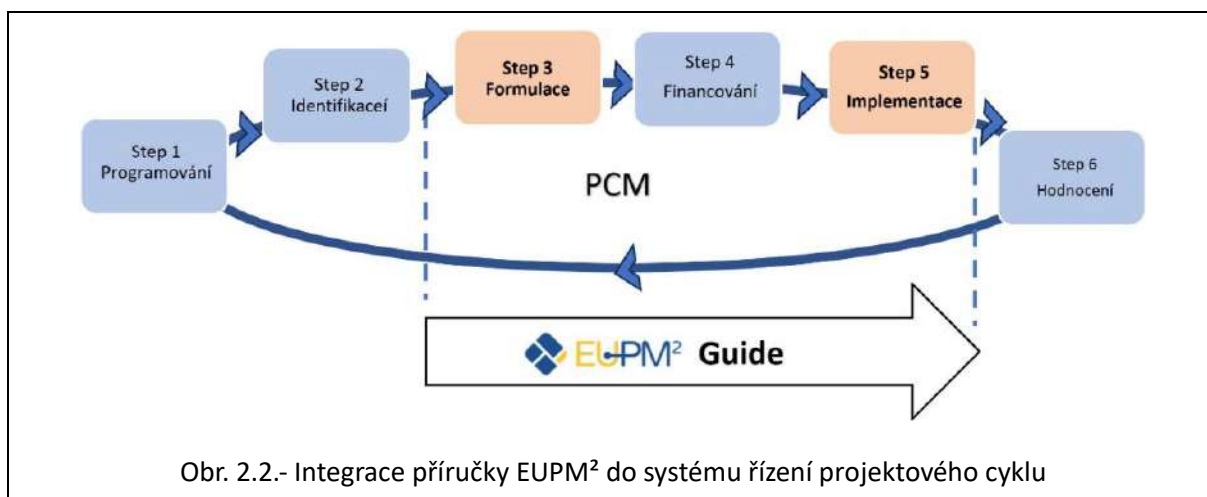 Step 1
Programování
Step 2
Identifikaceí
Step 3
Formulace
Step 4
Financování
Step 5
Implementace
Step 6
Hodnocení
PCM
EUPM² Guide
Obr. 2.2.- Integrace příručky EUPM² do systému řízení projektového cyklu